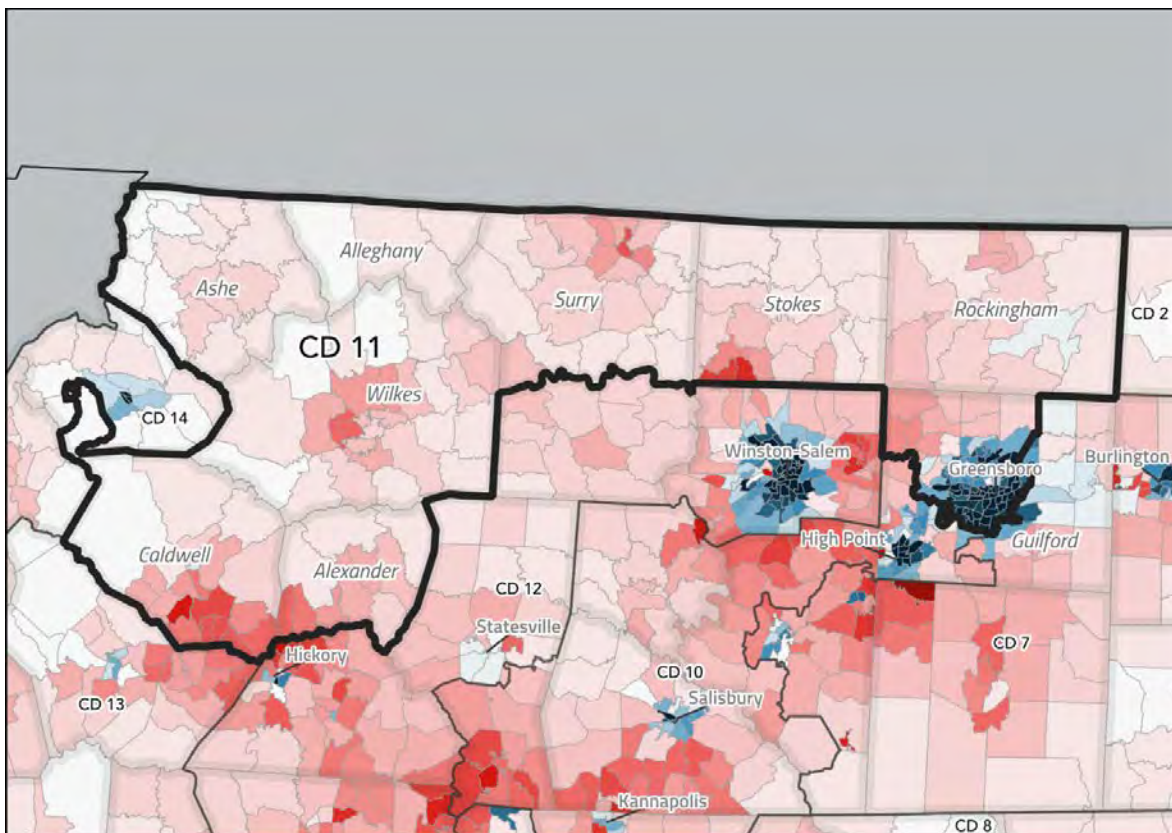 Alleghany
Ashe
Surry
Stokes
Rockingham
CD 2
CD 11
Wilkes
CD 14
Winston-Salem
Greensboro
Burlington
High Point
Guilford
Caldwell
Alexander
CD 12
Statesville
Hickory
CD 7
CD 10
CD 13
Salisbury
Kannapolis
CD 8